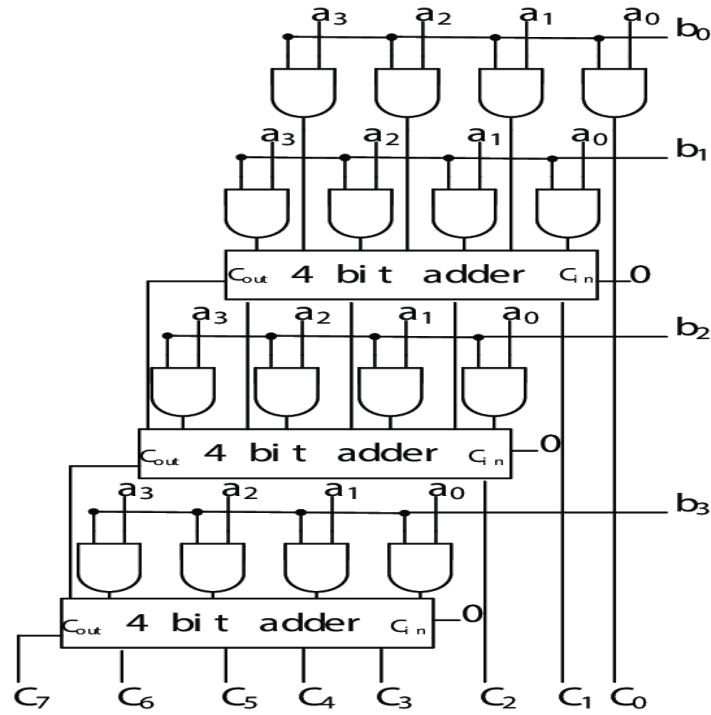 a3 a2 a1 a0
b0
a3 a2 a1 a0
b1
Cout 4 bit adder Cin 0
a3 a2 a1 a0
b2
Cout 4 bit adder Cin 0
a3 a2 a1 a0
b3
Cout 4 bit adder Cin 0
C7 C6 C5 C4 C3 C2 C1 C0